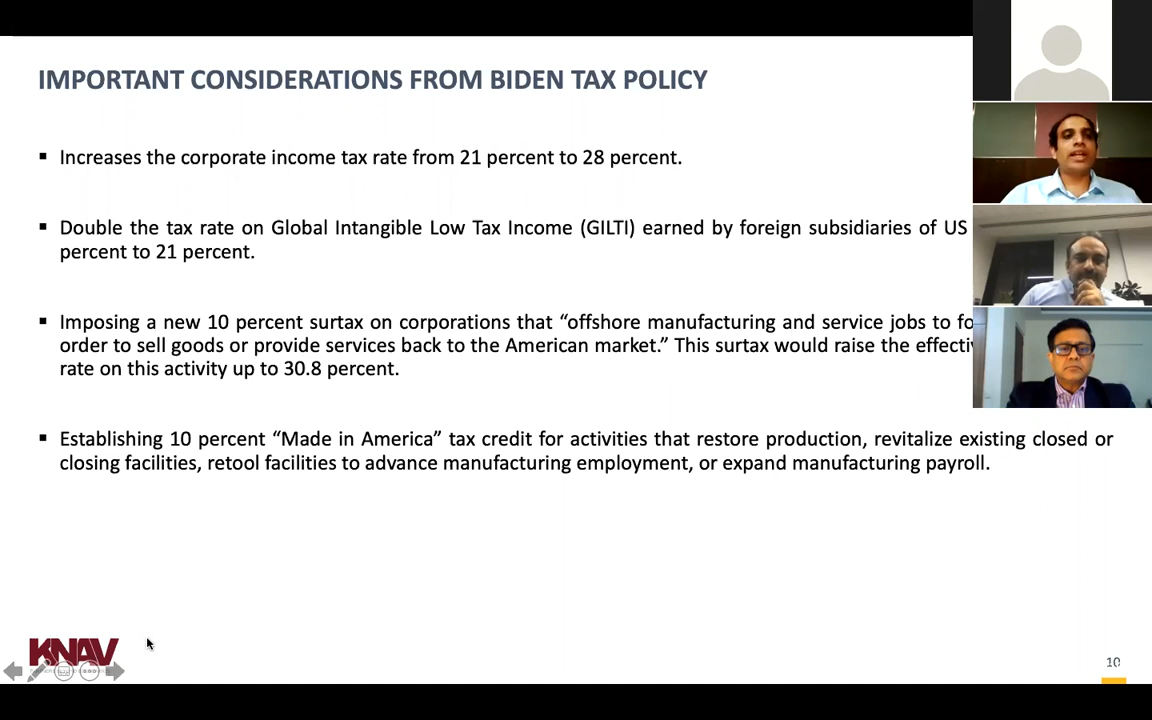 IMPORTANT CONSIDERATIONS FROM BIDEN TAX POLICY
▪ Increases the corporate income tax rate from 21 percent to 28 percent.
▪ Double the tax rate on Global Intangible Low Tax Income (GILTI) earned by foreign subsidiaries of US
percent to 21 percent.
▪ Imposing a new 10 percent surtax on corporations that “offshore manufacturing and service jobs to
order to sell goods or provide services back to the American market.” This surtax would raise the
rate on this activity up to 30.8 percent.
▪ Establishing 10 percent “Made in America” tax credit for activities that restore production, revitalize existing closed or
closing facilities, retool facilities to advance manufacturing employment, or expand manufacturing payroll.
KNAV
10